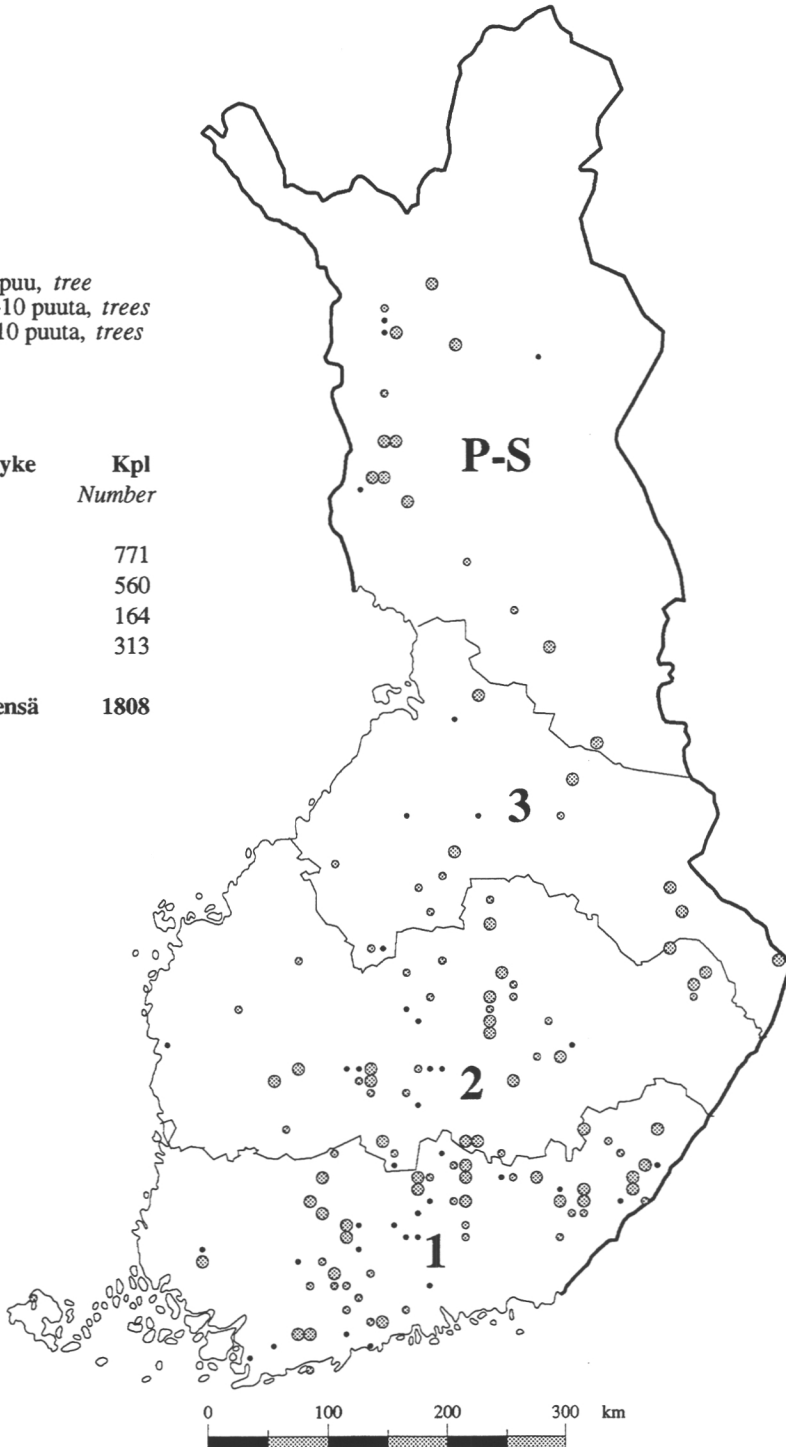 puu, tree
10 puuta, trees
10 puuta, trees
yke Kpl
Number
771
560
164
313
ensä 1808
P-S
3
2
1
0 100 200 300 km